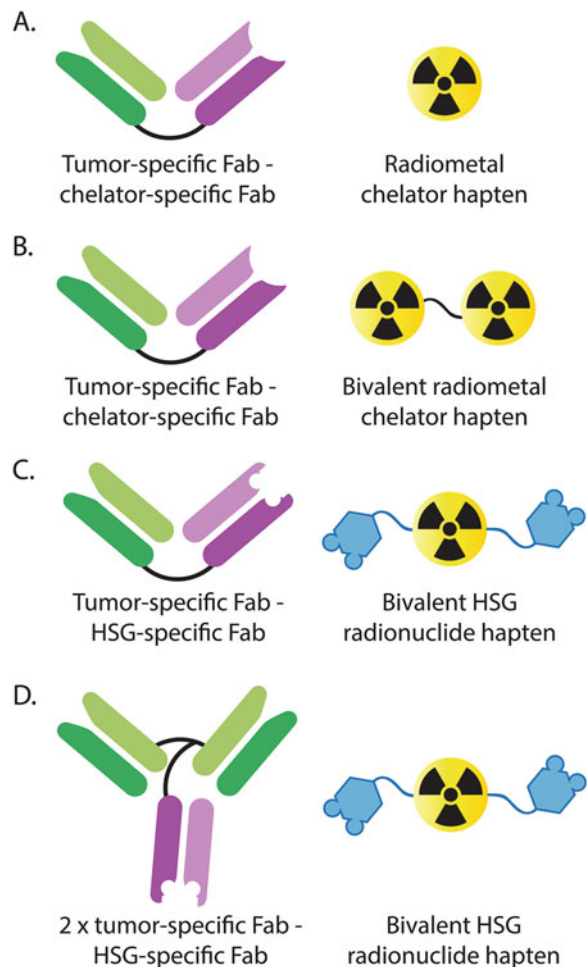 A.
Tumor-specific Fab -
chelator-specific Fab
Radiometal
chelator hapten
B.
Tumor-specific Fab -
chelator-specific Fab
Bivalent radiometal
chelator hapten
C.
Tumor-specific Fab -
HSG-specific Fab
Bivalent HSG
radionuclide hapten
D.
2 x tumor-specific Fab -
HSG-specific Fab
Bivalent HSG
radionuclide hapten